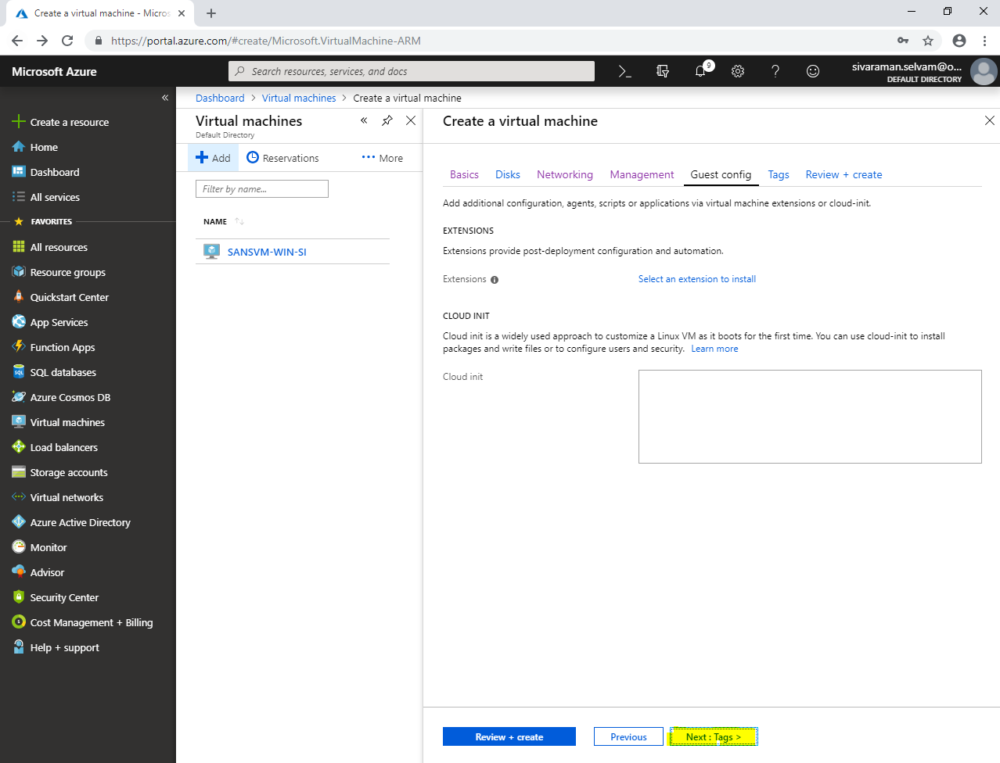 Create a virtual machine - Micros
https://portal.azure.com/#create/Microsoft.VirtualMachine-ARM
Microsoft Azure
Search resources, services, and docs
9
sivaraman.selvam@o...
DEFAULT DIRECTORY
Create a resource
Home
Dashboard
All services
FAVORITES
All resources
Resource groups
Quickstart Center
App Services
Function Apps
SQL databases
Azure Cosmos DB
Virtual machines
Load balancers
Storage accounts
Virtual networks
Azure Active Directory
Monitor
Advisor
Security Center
Cost Management + Billing
Help + support
Dashboard > Virtual machines > Create a virtual machine
Virtual machines
Default Directory
Add Reservations More
Filter by name...
NAME
SANSVM-WIN-SI
Create a virtual machine
Basics Disks Networking Management Guest config Tags Review + create
Add additional configuration, agents, scripts or applications via virtual machine extensions or cloud-init.
EXTENSIONS
Extensions provide post-deployment configuration and automation.
Extensions Select an extension to install
CLOUD INIT
Cloud init is a widely used approach to customize a Linux VM as it boots for the first time. You can use cloud-init to install
packages and write files or to configure users and security. Learn more
Cloud init
Review + create Previous Next : Tags >